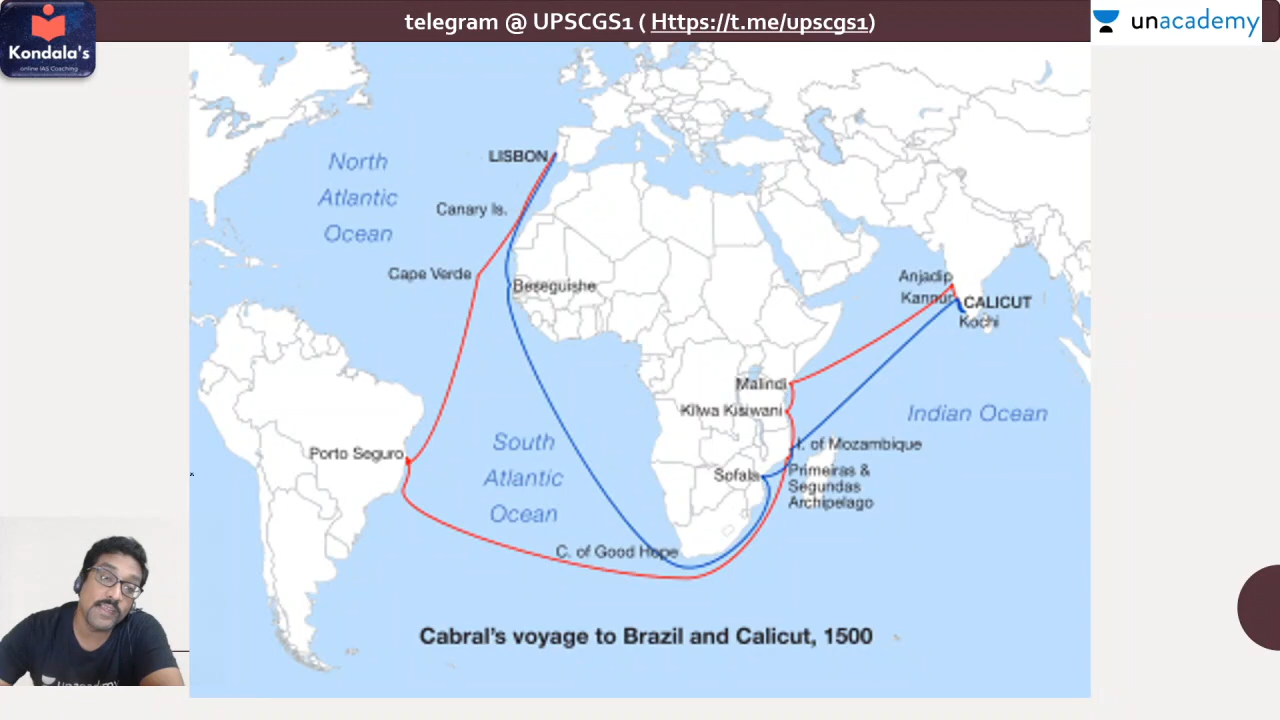 telegram @ UPSCGS1 ( Https://t.me/upscgs1)
Kondala's
online IAS Coaching
unacademy
LISBON
North
Atlantic
Ocean
Canary Is.
Cape Verde
Beseguishe
Anjadip
Kannur
CALICUT
Kochi
Malindi
Kilwa Kisiwani
Indian Ocean
I. of Mozambique
Porto Seguro
South
Atlantic
Ocean
Sofala
Primeiras &
Segundas
Archipelago
C. of Good Hope
Cabral's voyage to Brazil and Calicut, 1500
unacademy